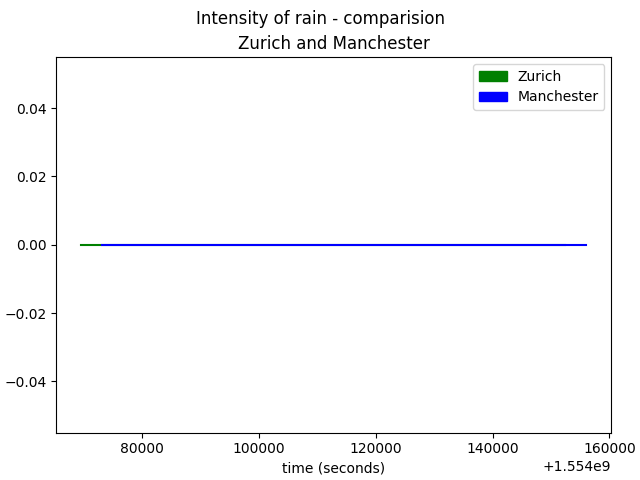 Intensity of rain - comparision
Zurich and Manchester
Zurich
Manchester
0.04
0.02
0.00
−0.02
−0.04
80000 100000 120000 140000 160000
time (seconds)
+1.554e9